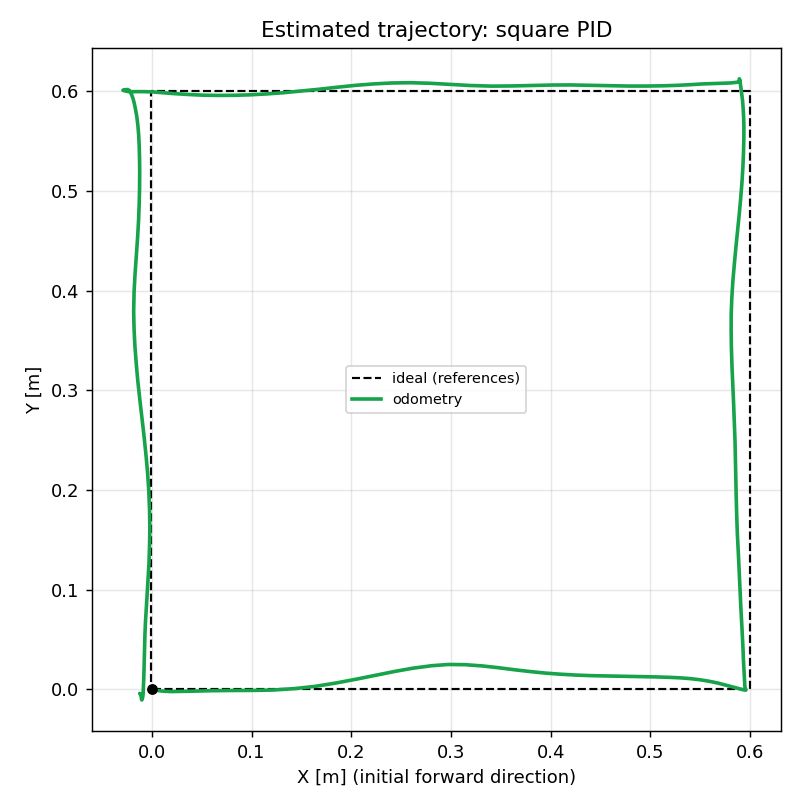 Estimated trajectory: square PID
Y [m]
0.6
0.5
0.4
0.3
0.2
0.1
0.0
ideal (references)
odometry
0.0 0.1 0.2 0.3 0.4 0.5 0.6
X [m] (initial forward direction)